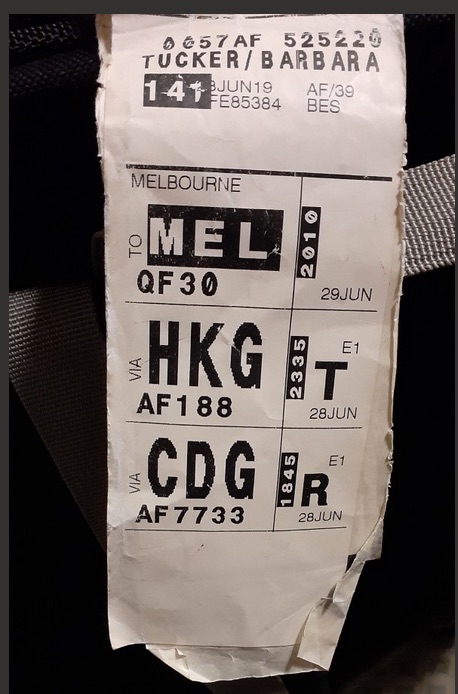 0057AF 525220
TUCKER/BARBARA
141 JUN19 AF/39
FE85384 BES
MELBOURNE
TO MEL 2010
QF30 29JUN
VIA HKG 2335 T E1
AF188 28JUN
VIA CDG 1845 R E1
AF7733 28JUN